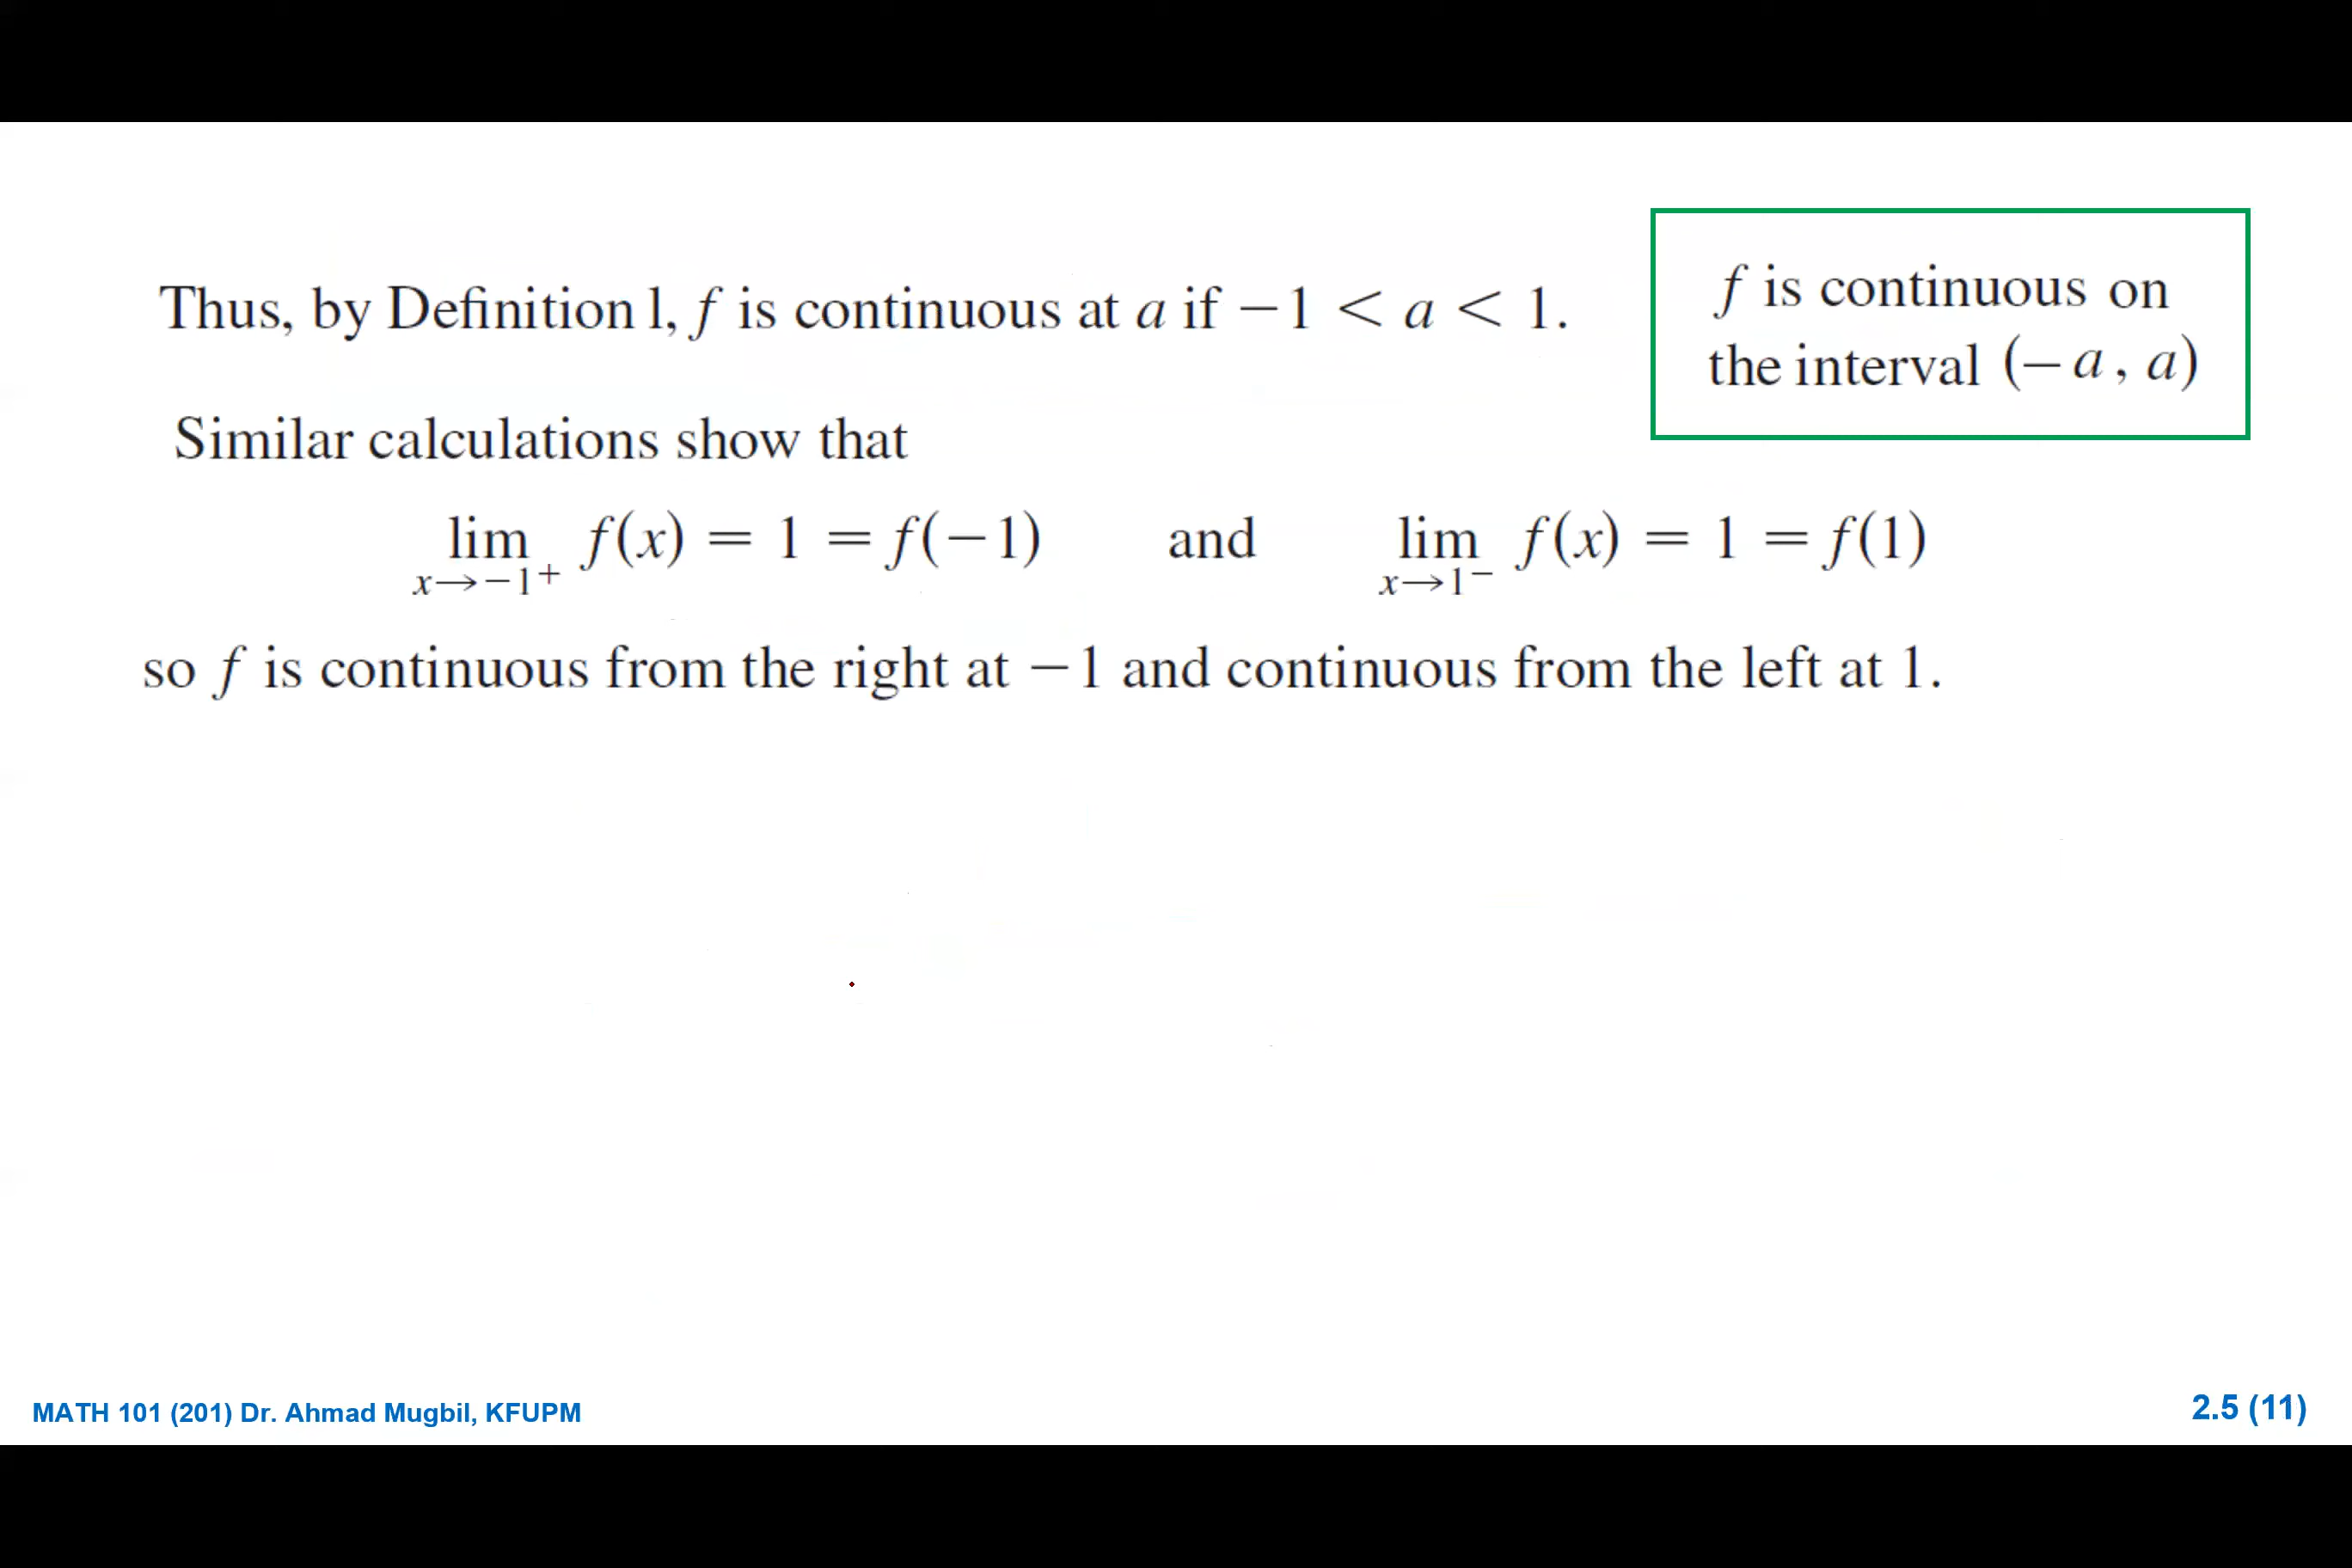 Thus, by Definition 1, f is continuous at a if −1 < a < 1.
f is continuous on
the interval (−a, a)
Similar calculations show that
lim x→−1⁺ f(x) = 1 = f(−1) and lim x→1⁻ f(x) = 1 = f(1)
so f is continuous from the right at −1 and continuous from the left at 1.
MATH 101 (201) Dr. Ahmad Mugbil, KFUPM
2.5 (11)